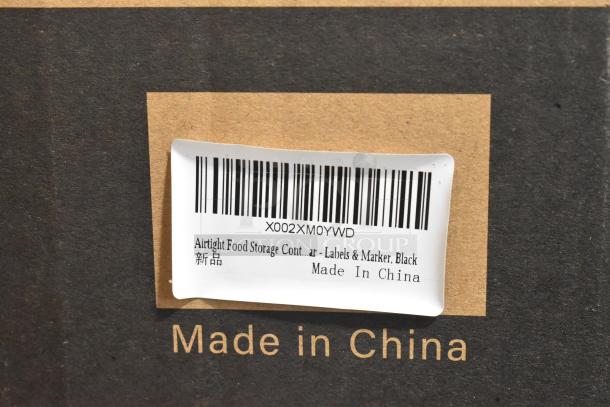 X002XM0YWD
Airtight Food Storage Cont...ar - Labels & Marker, Black
新品
Made In China
Made in China